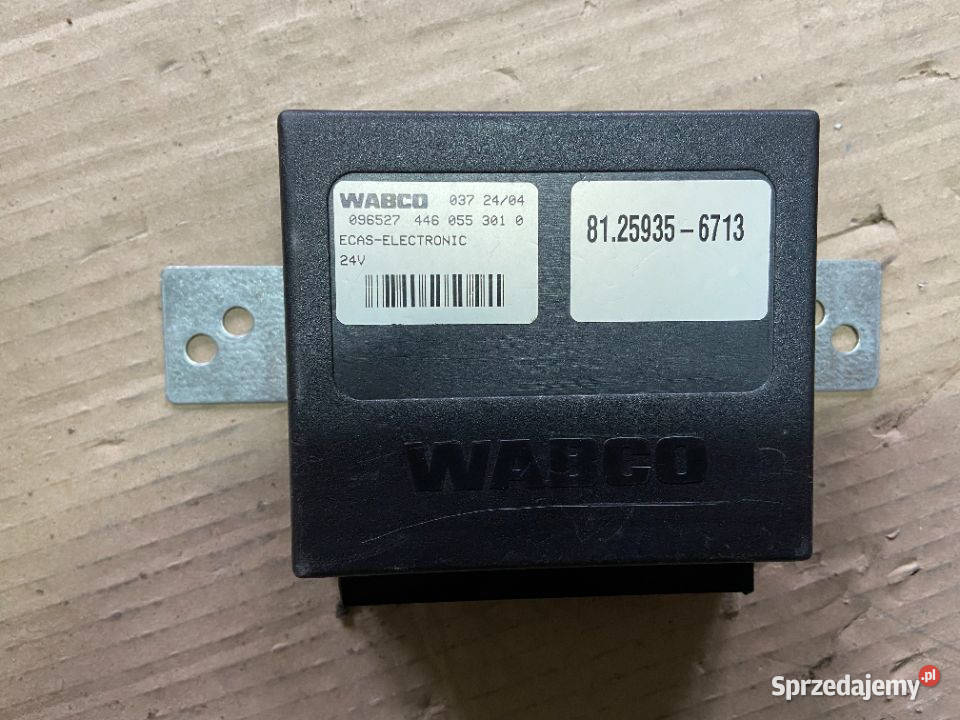 WABCO 037 24/04
096527 446 055 301 0
ECAS-ELECTRONIC
24V
81.25935-6713
WABCO
Sprzedajemy.pl